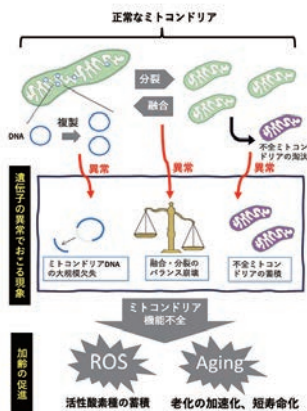 正常なミトコンドリア
分裂
融合
DNA
複製
不全ミトコン
ドリアの淘汰
異常
異常
異常
遺伝子の異常でおこる現象
ミトコンドリアDNA
の大規模欠失
融合・分裂の
バランス崩壊
不全ミトコンド
リアの蓄積
ミトコンドリア
機能不全
加齢の促進
ROS
Aging
活性酸素種の蓄積
老化の加速化、短寿命化